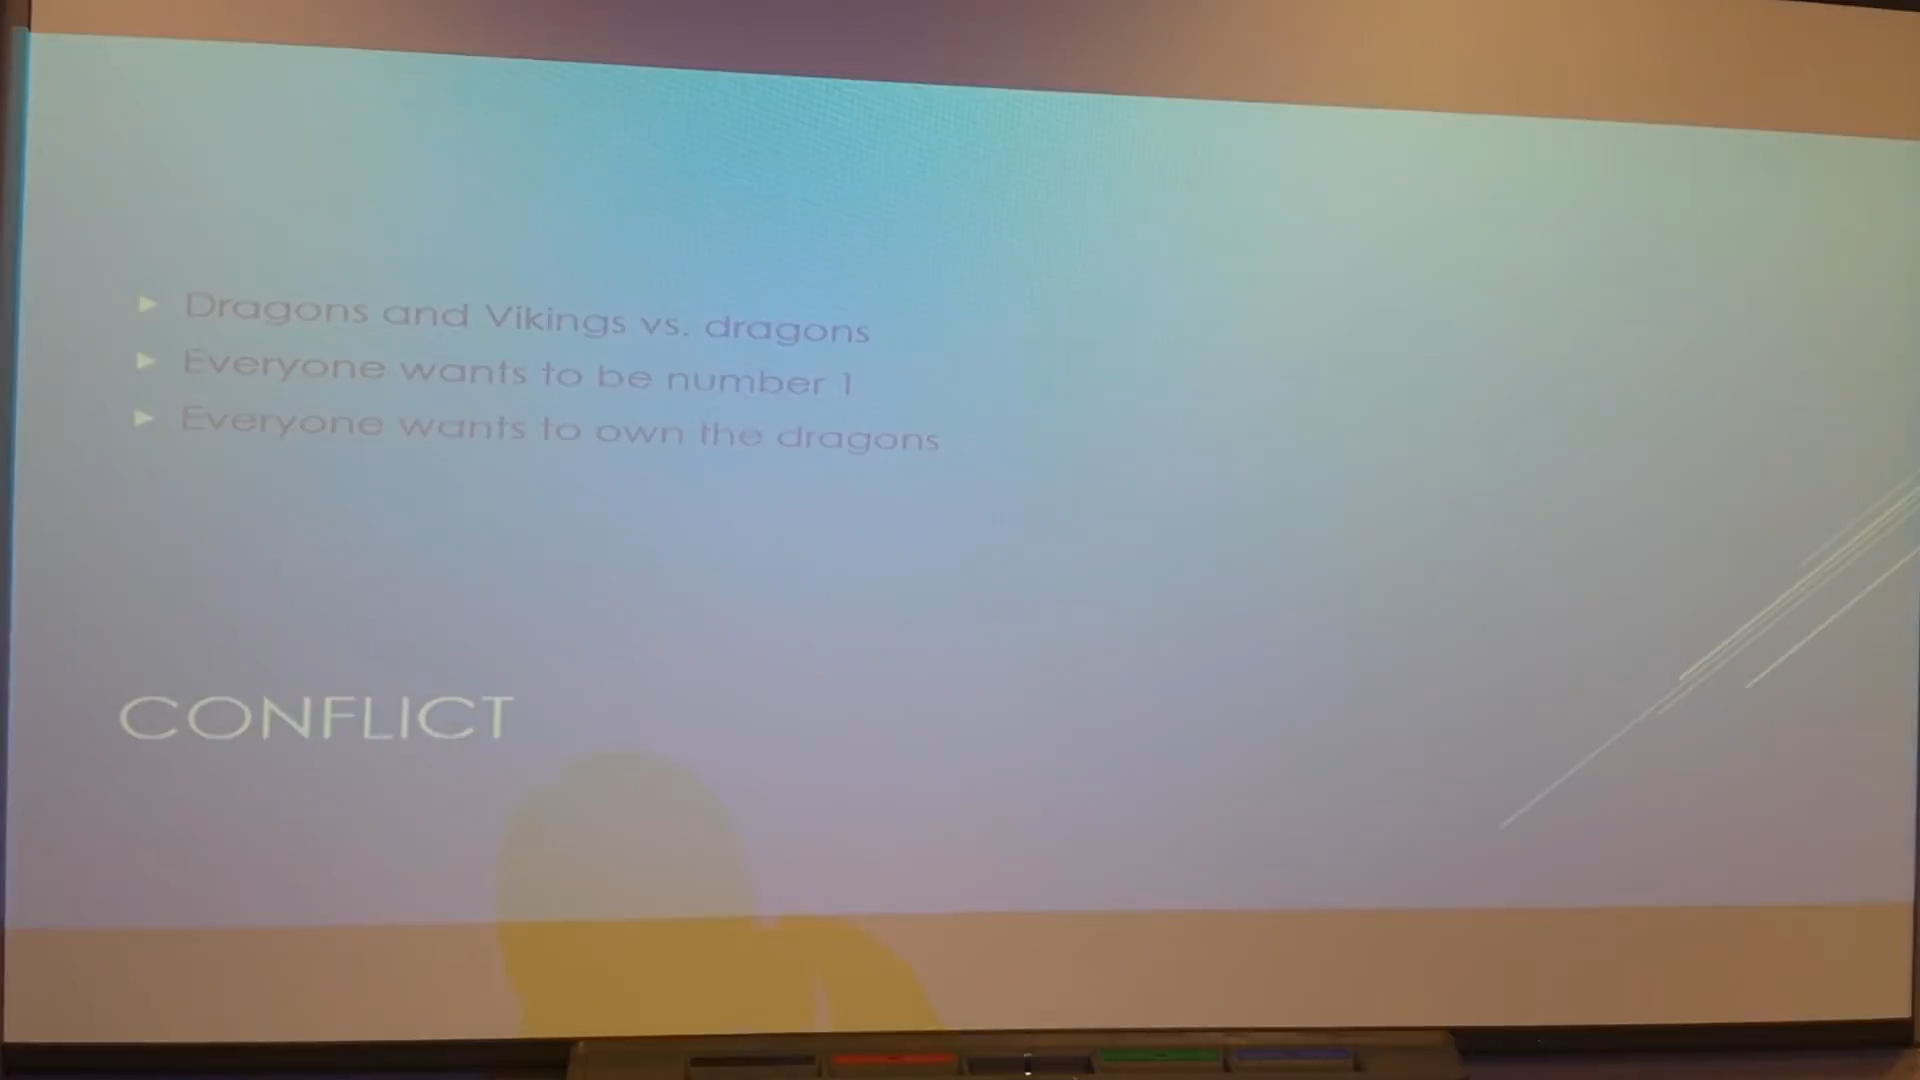 Dragons and Vikings vs. dragons
Everyone wants to be number 1
Everyone wants to own the dragons
CONFLICT